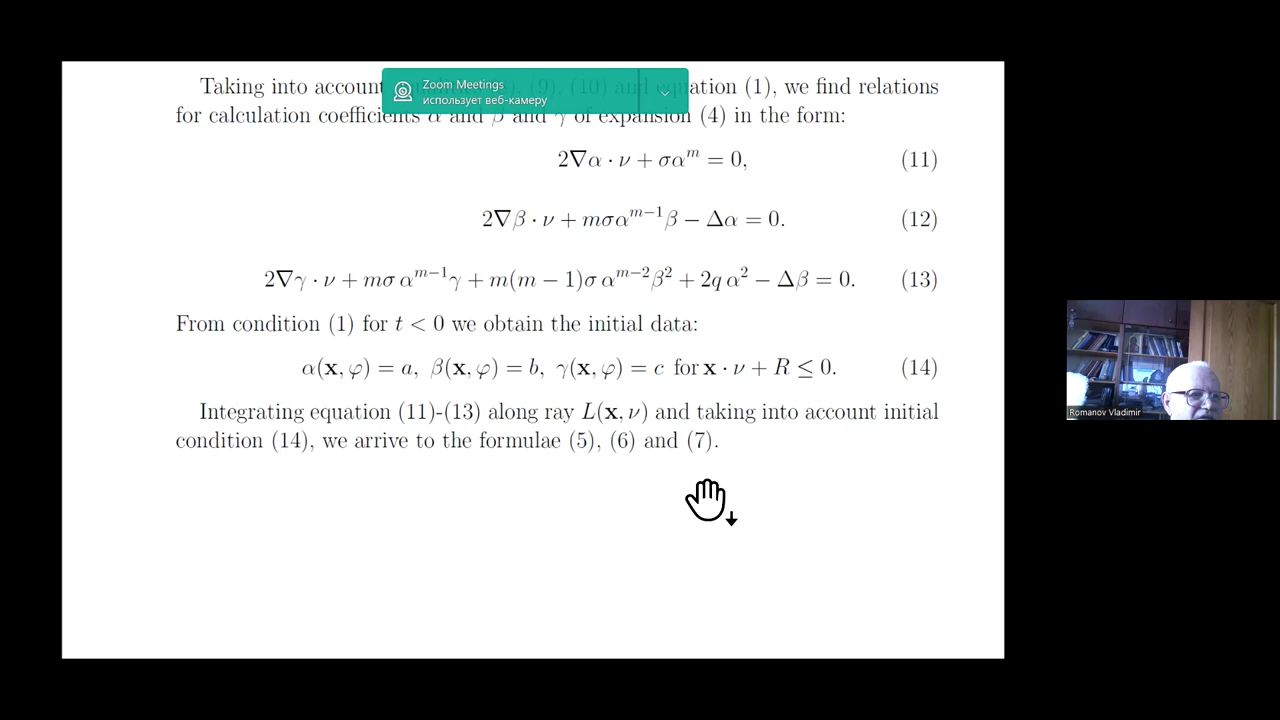 Taking into account (9), (10) and equation (1), we find relations
Zoom Meetings
использует веб-камеру
for calculation coefficients α and β and γ of expansion (4) in the form:
2∇α · ν + σα^m = 0, (11)
2∇β · ν + mσα^{m−1}β − Δα = 0. (12)
2∇γ · ν + mσ α^{m−1}γ + m(m − 1)σ α^{m−2}β^2 + 2q α^2 − Δβ = 0. (13)
From condition (1) for t < 0 we obtain the initial data:
α(x, φ) = a, β(x, φ) = b, γ(x, φ) = c for x · ν + R ≤ 0. (14)
Integrating equation (11)-(13) along ray L(x, ν) and taking into account initial
condition (14), we arrive to the formulae (5), (6) and (7).
Romanov Vladimir